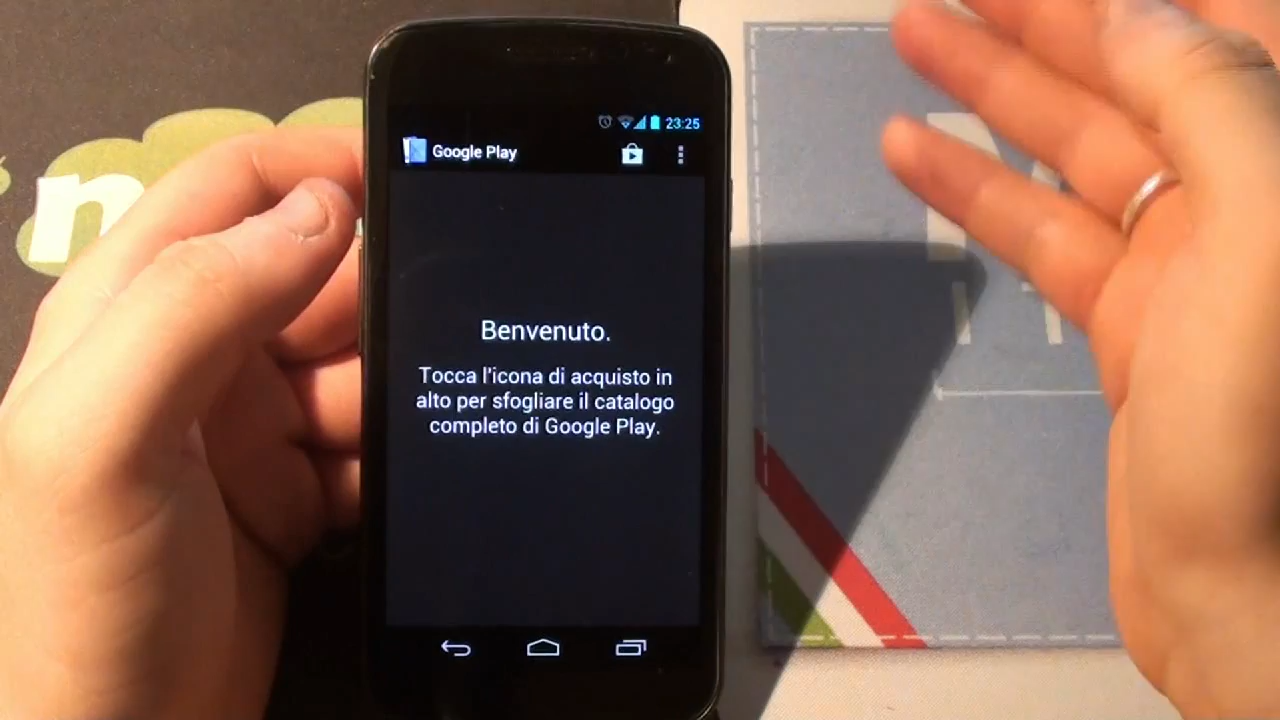 23:25
Google Play
Benvenuto.
Tocca l'icona di acquisto in
alto per sfogliare il catalogo
completo di Google Play.